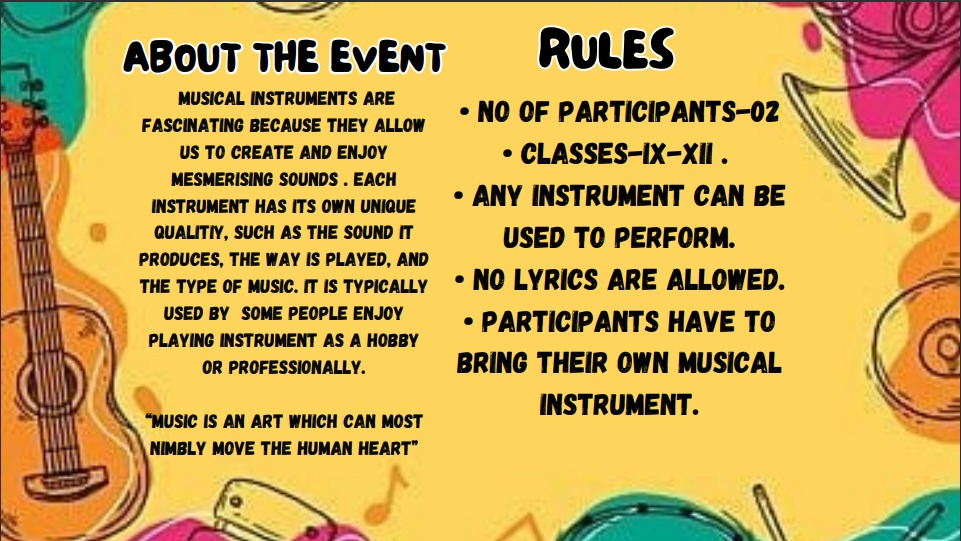 ABOUT THE EVENT
MUSICAL INSTRUMENTS ARE
FASCINATING BECAUSE THEY ALLOW
US TO CREATE AND ENJOY
MESMERISING SOUNDS . EACH
INSTRUMENT HAS ITS OWN UNIQUE
QUALITIY, SUCH AS THE SOUND IT
PRODUCES, THE WAY IS PLAYED, AND
THE TYPE OF MUSIC. IT IS TYPICALLY
USED BY  SOME PEOPLE ENJOY
PLAYING INSTRUMENT AS A HOBBY
OR PROFESSIONALLY.
“MUSIC IS AN ART WHICH CAN MOST
NIMBLY MOVE THE HUMAN HEART”
RULES
• NO OF PARTICIPANTS-02
• CLASSES-IX-XII .
• ANY INSTRUMENT CAN BE
USED TO PERFORM.
• NO LYRICS ARE ALLOWED.
• PARTICIPANTS HAVE TO
BRING THEIR OWN MUSICAL
INSTRUMENT.